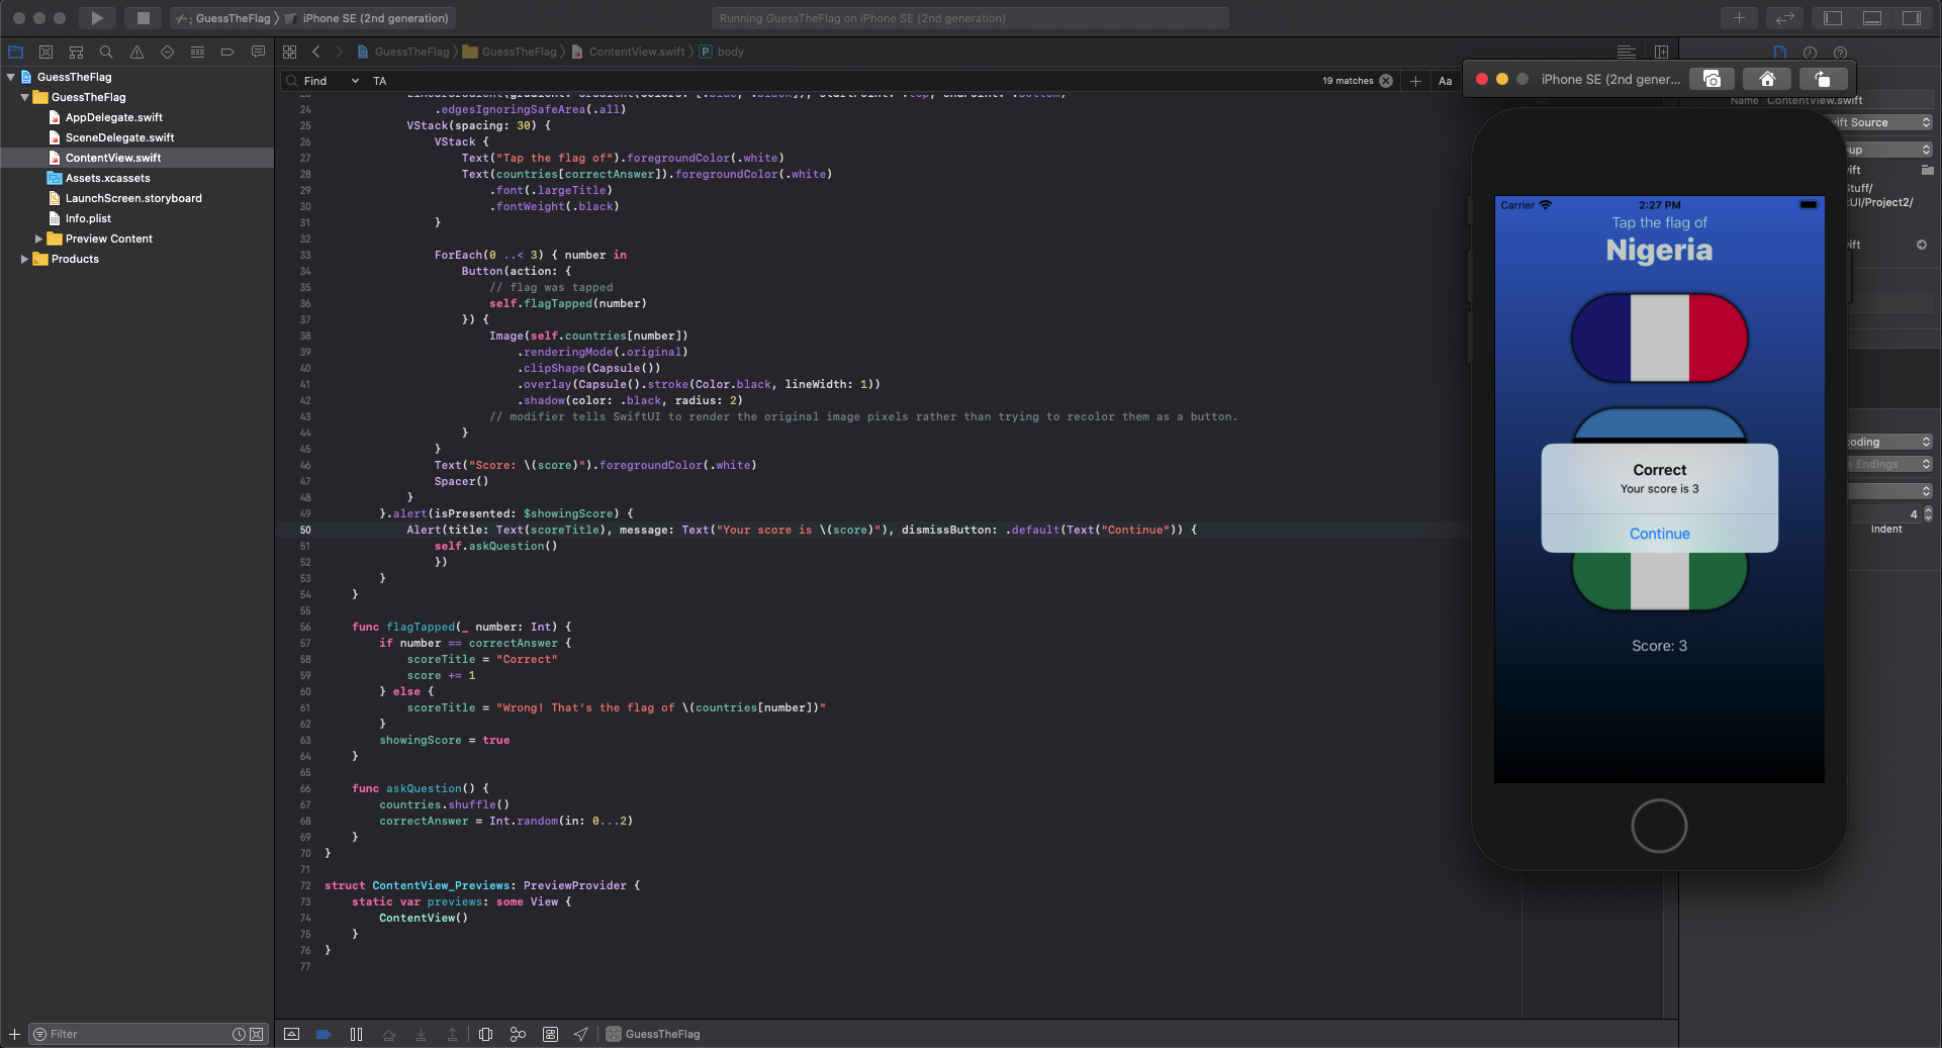 GuessTheFlag
iPhone SE (2nd generation)
Running GuessTheFlag on iPhone SE (2nd generation)
GuessTheFlag
GuessTheFlag
ContentView.swift
P
body
GuessTheFlag
GuessTheFlag
AppDelegate.swift
SceneDelegate.swift
ContentView.swift
Assets.xcassets
LaunchScreen.storyboard
Info.plist
Preview Content
Products
Find
TA
19 matches
Aa
24 .edgesIgnoringSafeArea(.all)
25 VStack(spacing: 30) {
26 VStack {
27 Text("Tap the flag of").foregroundColor(.white)
28 Text(countries[correctAnswer]).foregroundColor(.white)
29 .font(.largeTitle)
30 .fontWeight(.black)
31 }
32
33 ForEach(0 ..< 3) { number in
34 Button(action: {
35 // flag was tapped
36 self.flagTapped(number)
37 }) {
38 Image(self.countries[number])
39 .renderingMode(.original)
40 .clipShape(Capsule())
41 .overlay(Capsule().stroke(Color.black, lineWidth: 1))
42 .shadow(color: .black, radius: 2)
43 // modifier tells SwiftUI to render the original image pixels rather than trying to recolor them as a button.
44 }
45 }
46 Text("Score: \(score)").foregroundColor(.white)
47 Spacer()
48 }
49 }.alert(isPresented: $showingScore) {
50 Alert(title: Text(scoreTitle), message: Text("Your score is \(score)"), dismissButton: .default(Text("Continue")) {
51 self.askQuestion()
52 })
53 }
54 }
55
56 func flagTapped(_ number: Int) {
57 if number == correctAnswer {
58 scoreTitle = "Correct"
59 score += 1
60 } else {
61 scoreTitle = "Wrong! That's the flag of \(countries[number])"
62 }
63 showingScore = true
64 }
65
66 func askQuestion() {
67 countries.shuffle()
68 correctAnswer = Int.random(in: 0...2)
69 }
70 }
71
72 struct ContentView_Previews: PreviewProvider {
73 static var previews: some View {
74 ContentView()
75 }
76 }
77
Filter
GuessTheFlag
iPhone SE (2nd gener...
Name ContentView.swift
ift Source
up
ift
Stuff/
UI/Project2/
ift
oding
Endings
4
Indent
Carrier
2:27 PM
Tap the flag of
Nigeria
Correct
Your score is 3
Continue
Score: 3